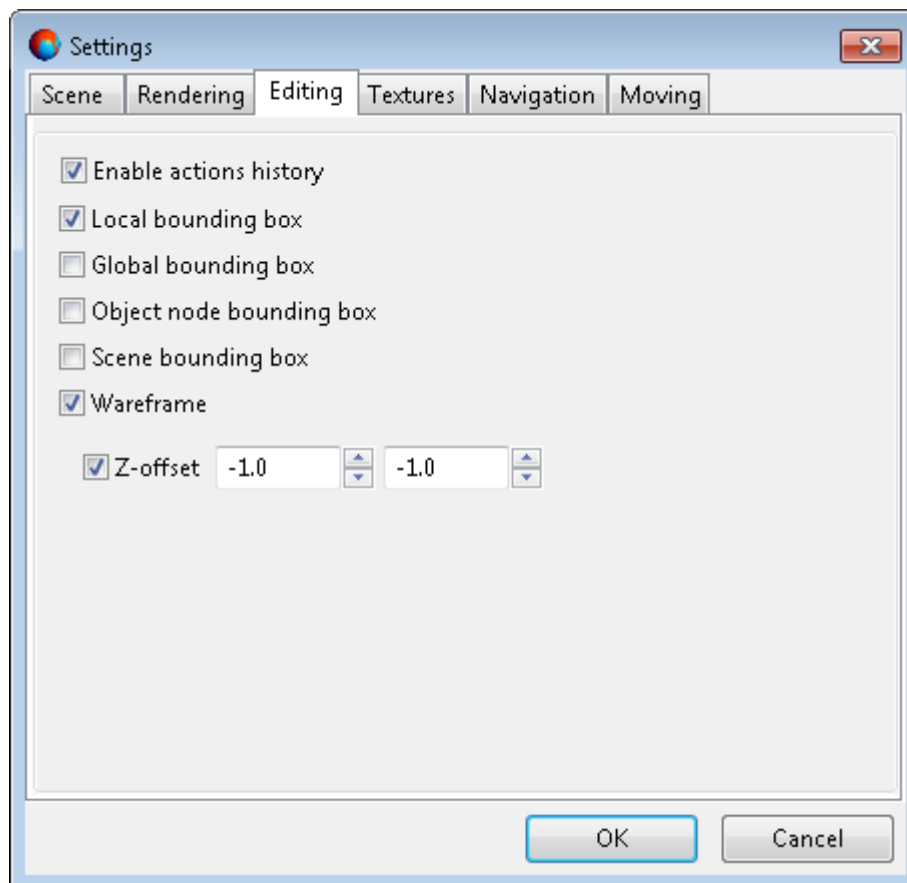 Settings
Scene Rendering Editing Textures Navigation Moving
Enable actions history
Local bounding box
Global bounding box
Object node bounding box
Scene bounding box
Wareframe
Z-offset -1.0 -1.0
OK Cancel